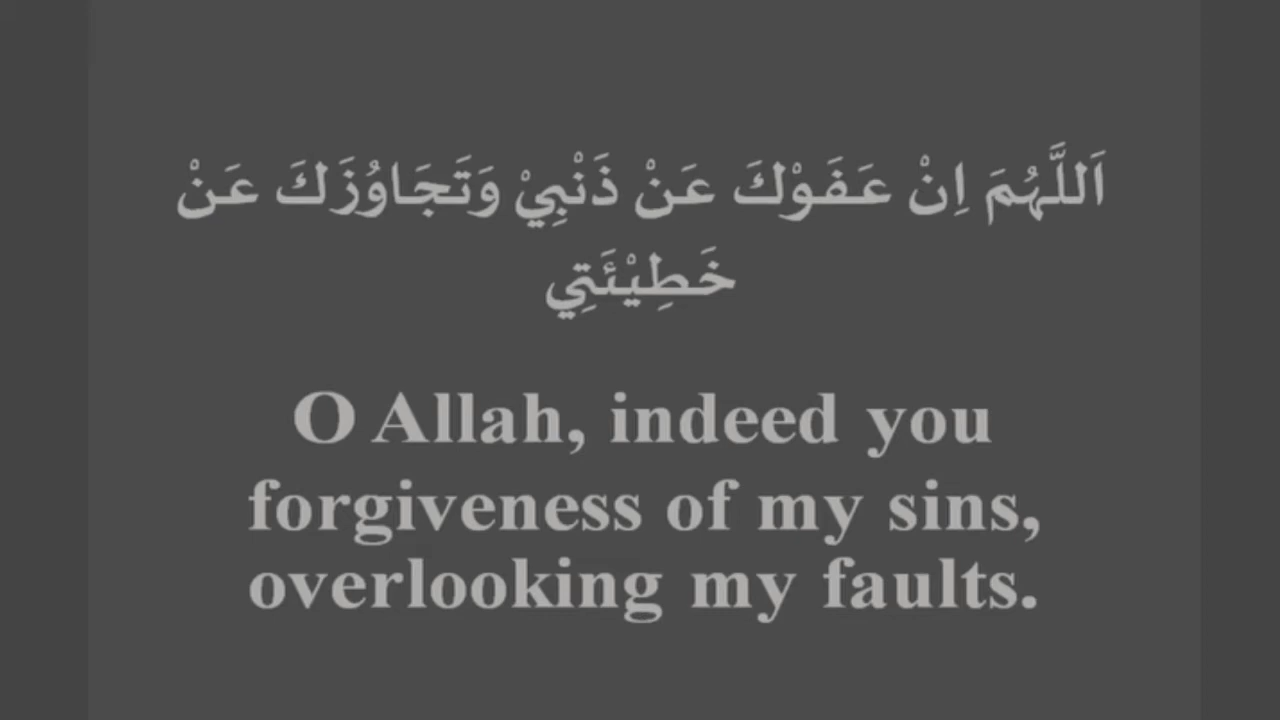 اَللَّهُمَ اِنْ عَفَوْكَ عَنْ ذَنْبِيْ وَتَجَاوُزَكَ عَنْ
خَطِيْئَتِي
O Allah, indeed you
forgiveness of my sins,
overlooking my faults.